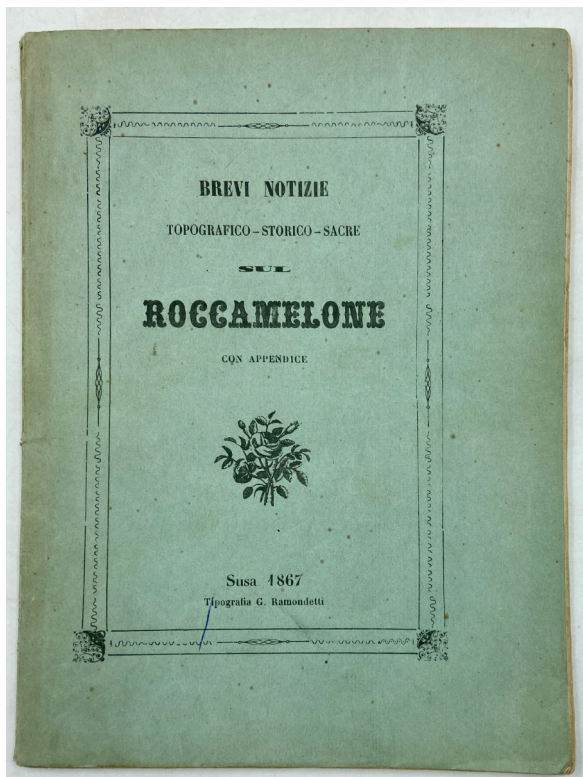 BREVI NOTIZIE
TOPOGRAFICO-STORICO-SACRE
SUL
ROCCAMELONE
CON APPENDICE
Susa 1867
Tipografia G. Ramondetti